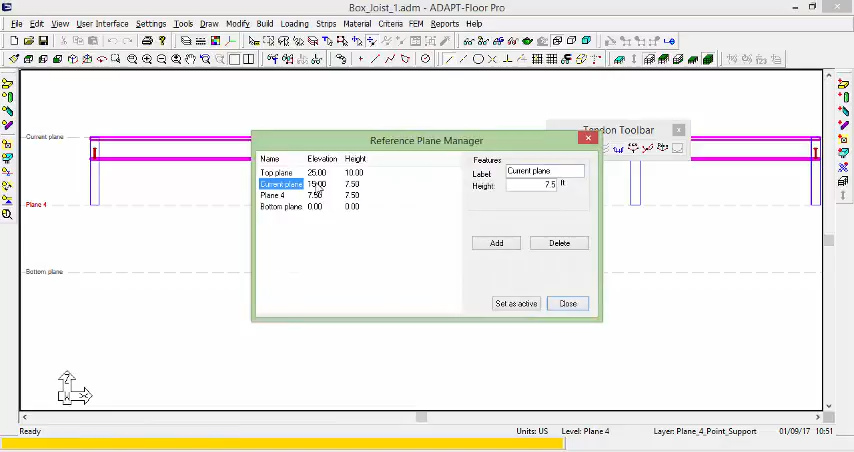 Box_Joist_1.adm - ADAPT-Floor Pro
File Edit View User Interface Settings Tools Draw Modify Build Loading Strips Material Criteria FEM Reports Help
Current plane
Plane 4
Bottom plane
Tendon Toolbar
x
Reference Plane Manager
Name Elevation Height
Top plane 25.00 10.00
Current plane 15.00 7.50
Plane 4 7.50 7.50
Bottom plane 0.00 0.00
Features
Label: Current plane
Height: 7.5 ft
Add Delete
Set as active Close
Z
W X
Ready Units: US Level: Plane 4 Layer: Plane_4_Point_Support 01/09/17 10:51